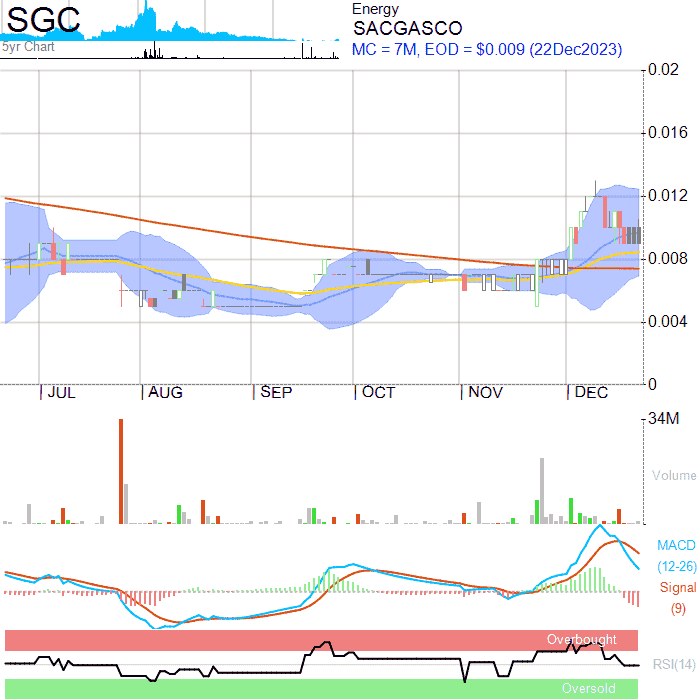 SGC
5yr Chart
Energy
SACGASCO
MC = 7M, EOD = $0.009 (22Dec2023)
0.02
0.016
0.012
0.008
0.004
0
JUL AUG SEP OCT NOV DEC
34M
Volume
MACD
(12-26)
Signal
(9)
Overbought
RSI(14)
Oversold